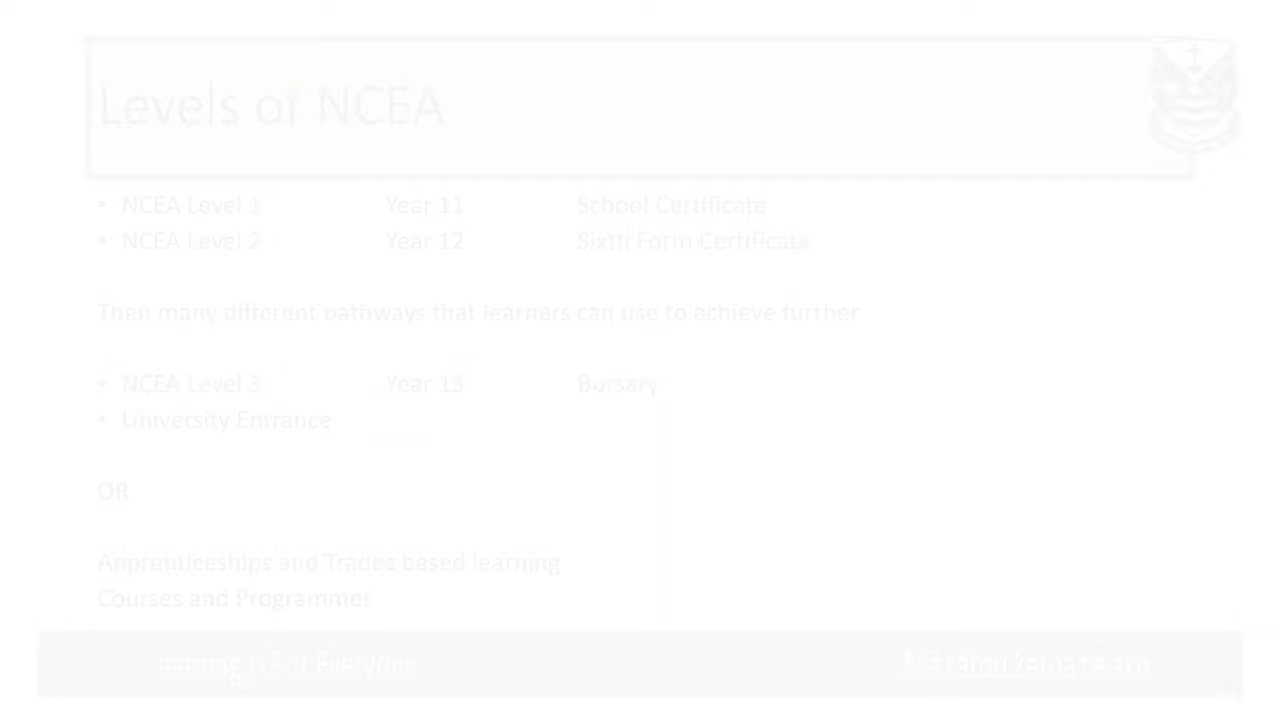 Levels of NCEA
• NCEA Level 1 Year 11 School Certificate
• NCEA Level 2 Year 12 Sixth Form Certificate
Then many different pathways that learners can use to achieve further
• NCEA Level 3 Year 13 Bursary
• University Entrance
OR
Apprenticeships and Trades based learning
Courses and Programmes
Everyone